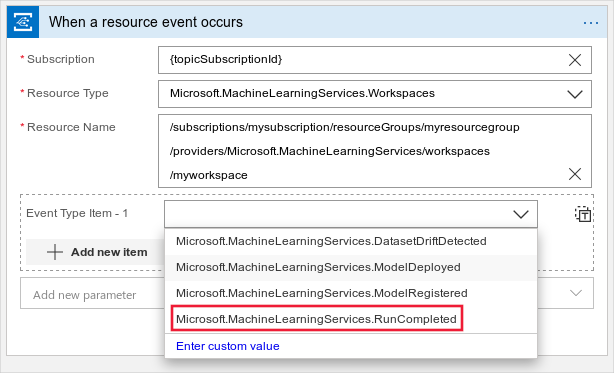 When a resource event occurs
* Subscription
{topicSubscriptionId}
* Resource Type
Microsoft.MachineLearningServices.Workspaces
* Resource Name
/subscriptions/mysubscription/resourceGroups/myresourcegroup
/providers/Microsoft.MachineLearningServices/workspaces
/myworkspace
Event Type Item - 1
Microsoft.MachineLearningServices.DatasetDriftDetected
Add new item
Microsoft.MachineLearningServices.ModelDeployed
Add new parameter
Microsoft.MachineLearningServices.ModelRegistered
Microsoft.MachineLearningServices.RunCompleted
Enter custom value